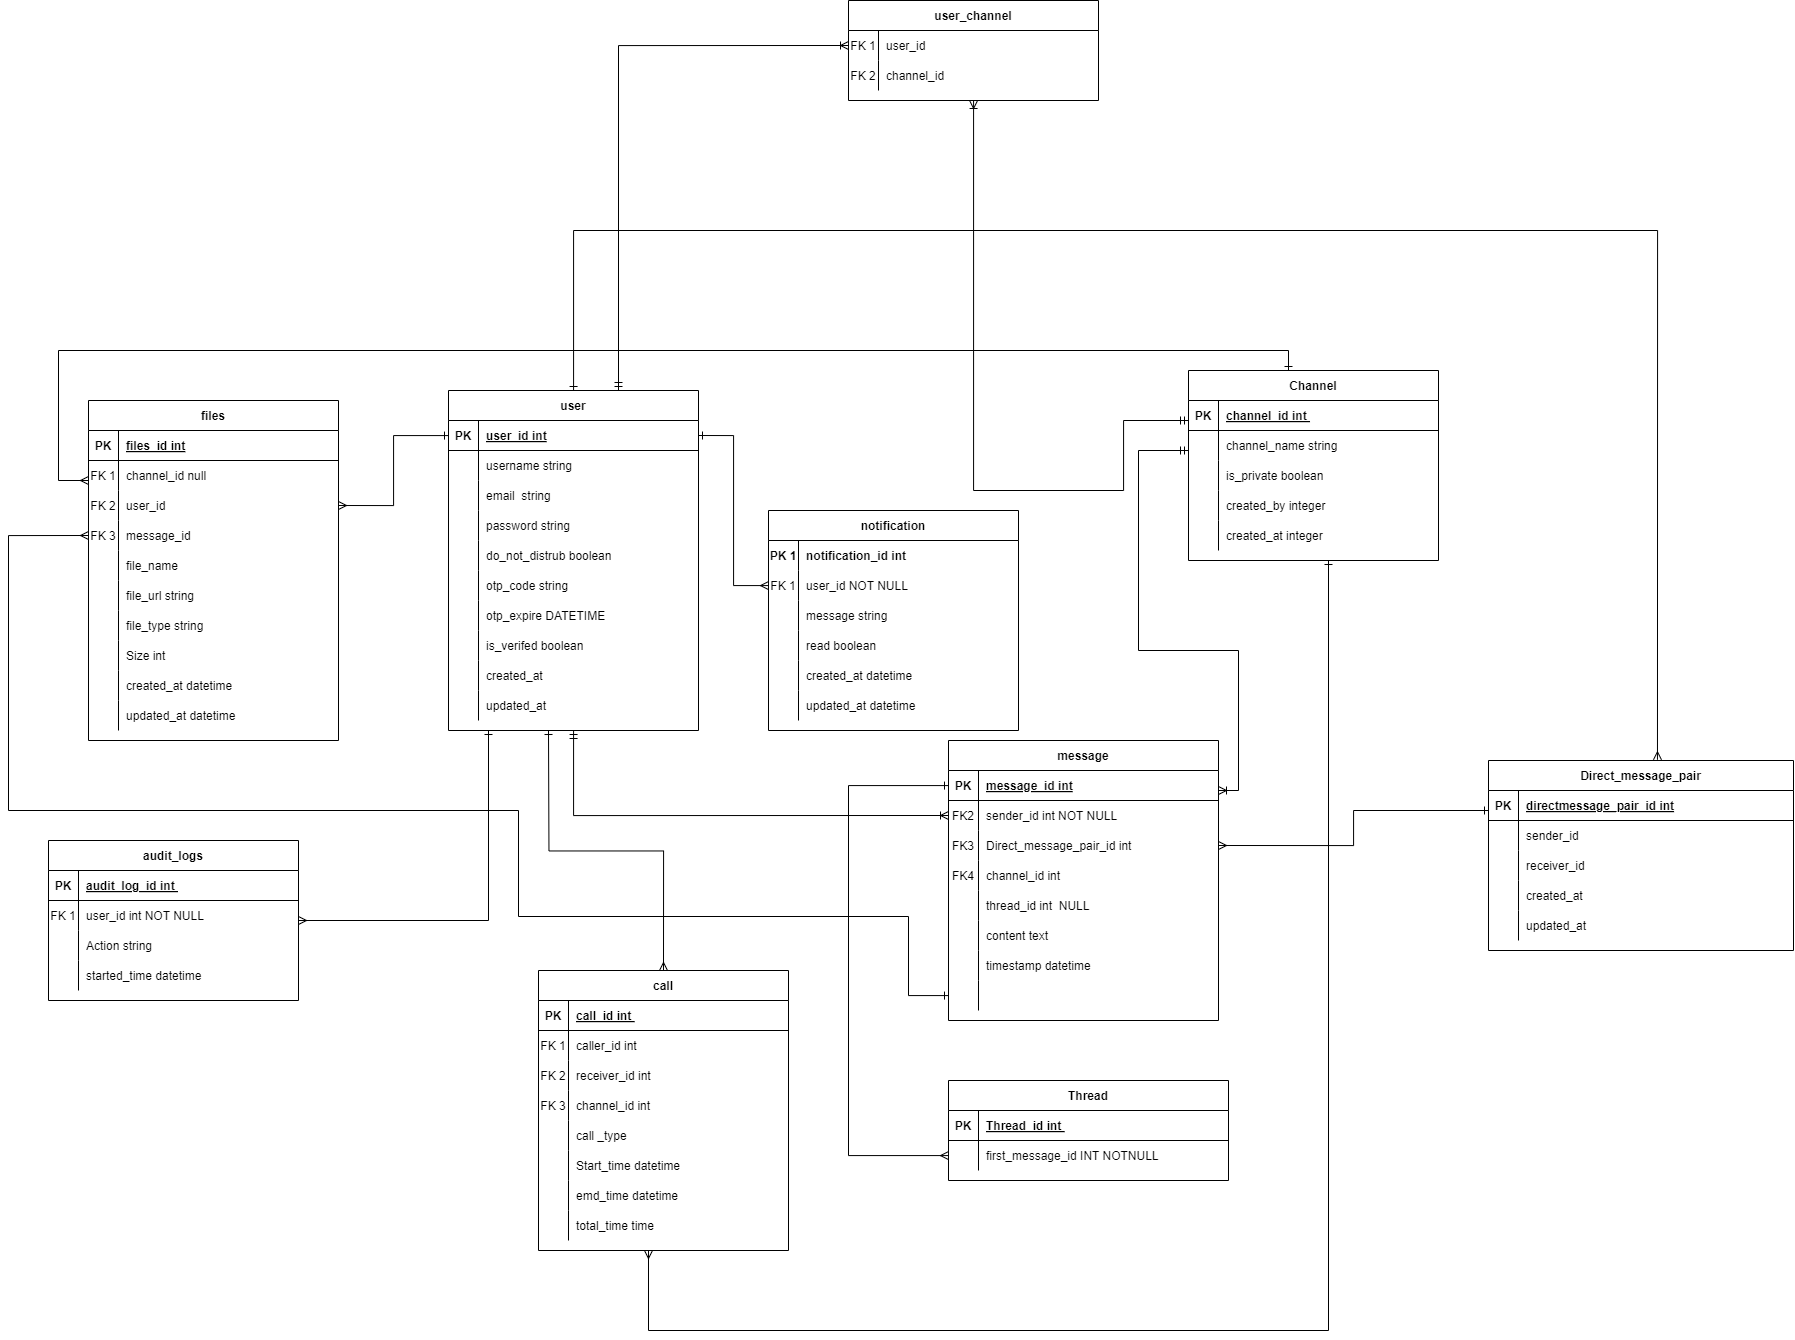 user_channel
FK 1 user_id
FK 2 channel_id
files
PK files_id int
FK 1 channel_id null
FK 2 user_id
FK 3 message_id
file_name
file_url string
file_type string
Size int
created_at datetime
updated_at datetime
user
PK user_id int
username string
email string
password string
do_not_distrub boolean
otp_code string
otp_expire DATETIME
is_verifed boolean
created_at
updated_at
notification
PK 1 notification_id int
FK 1 user_id NOT NULL
message string
read boolean
created_at datetime
updated_at datetime
Channel
PK channel_id int
channel_name string
is_private boolean
created_by integer
created_at integer
message
PK message_id int
FK2 sender_id int NOT NULL
FK3 Direct_message_pair_id int
FK4 channel_id int
thread_id int NULL
content text
timestamp datetime
Direct_message_pair
PK directmessage_pair_id int
sender_id
receiver_id
created_at
updated_at
audit_logs
PK audit_log_id int
FK 1 user_id int NOT NULL
Action string
started_time datetime
call
PK call_id int
FK 1 caller_id int
FK 2 receiver_id int
FK 3 channel_id int
call _type
Start_time datetime
emd_time datetime
total_time time
Thread
PK Thread_id int
first_message_id INT NOTNULL